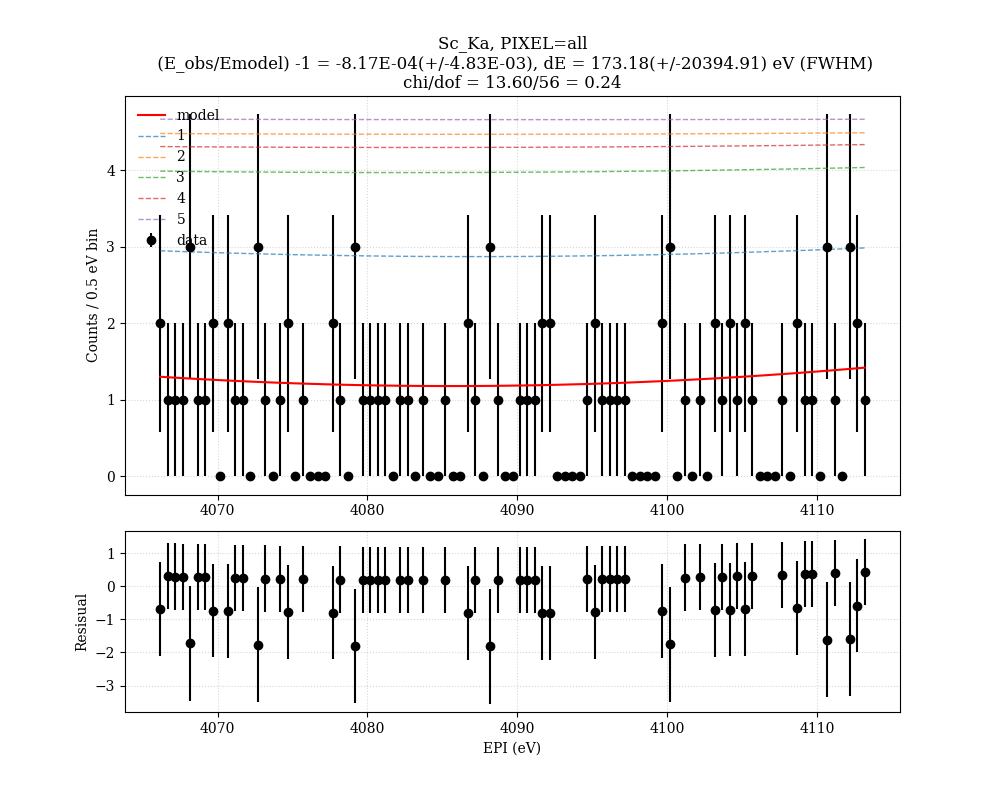 Sc_Ka, PIXEL=all
(E_obs/Emodel) -1 = -8.17E-04(+/-4.83E-03), dE = 173.18(+/-20394.91) eV (FWHM)
chi/dof = 13.60/56 = 0.24
model
1
2
3
4
5
data
Counts / 0.5 eV bin
4
3
2
1
0
4070 4080 4090 4100 4110
Resisual
1
0
−1
−2
−3
4070 4080 4090 4100 4110
EPI (eV)